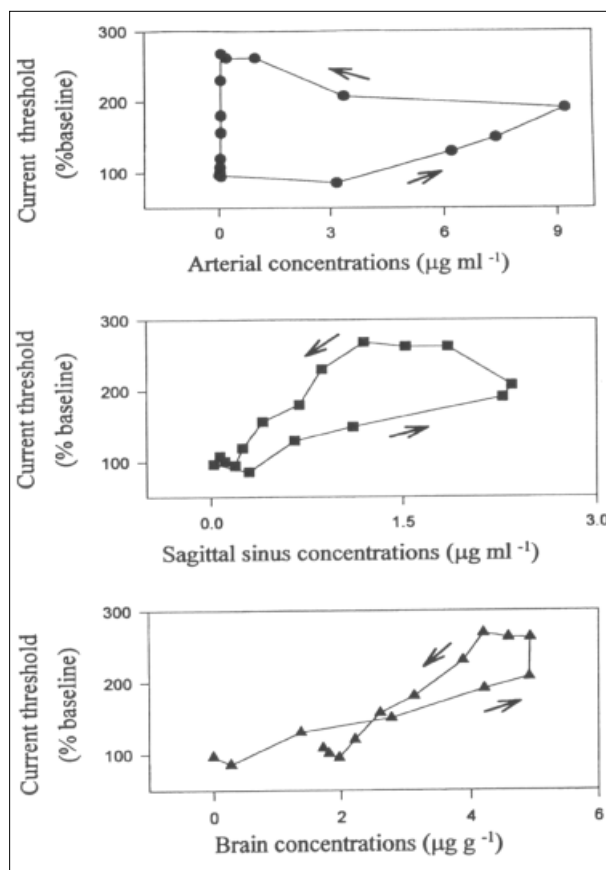 300
200
100
Current threshold
(%baseline)
0
3
6
9
Arterial concentrations (μg ml -1)
300
200
100
Current threshold
(% baseline)
0.0
1.5
3.0
Sagittal sinus concentrations (μg ml -1)
300
200
100
Current threshold
(% baseline)
0
2
4
6
Brain concentrations (μg g -1)